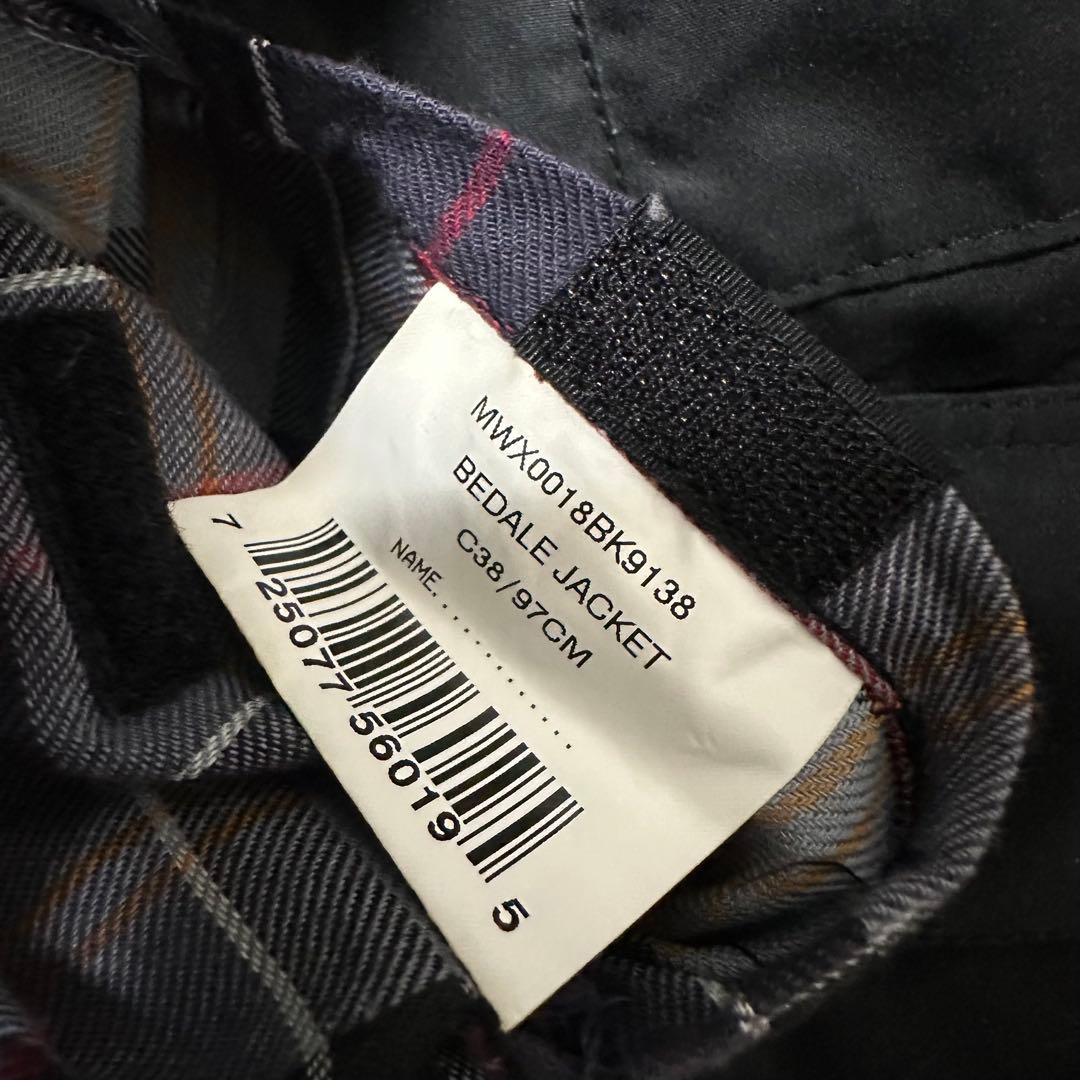 MWX0018BK9138
BEDALE JACKET
C38/97CM
NAME..............
7 25077 56019 5